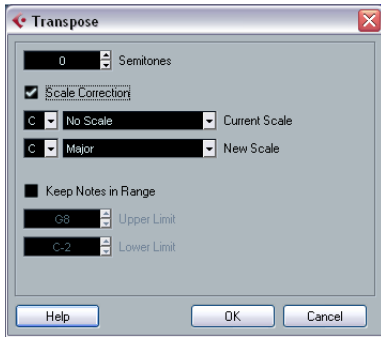 Transpose
0 Semitones
Scale Correction
C No Scale Current Scale
C Major New Scale
Keep Notes in Range
G8 Upper Limit
C-2 Lower Limit
Help OK Cancel